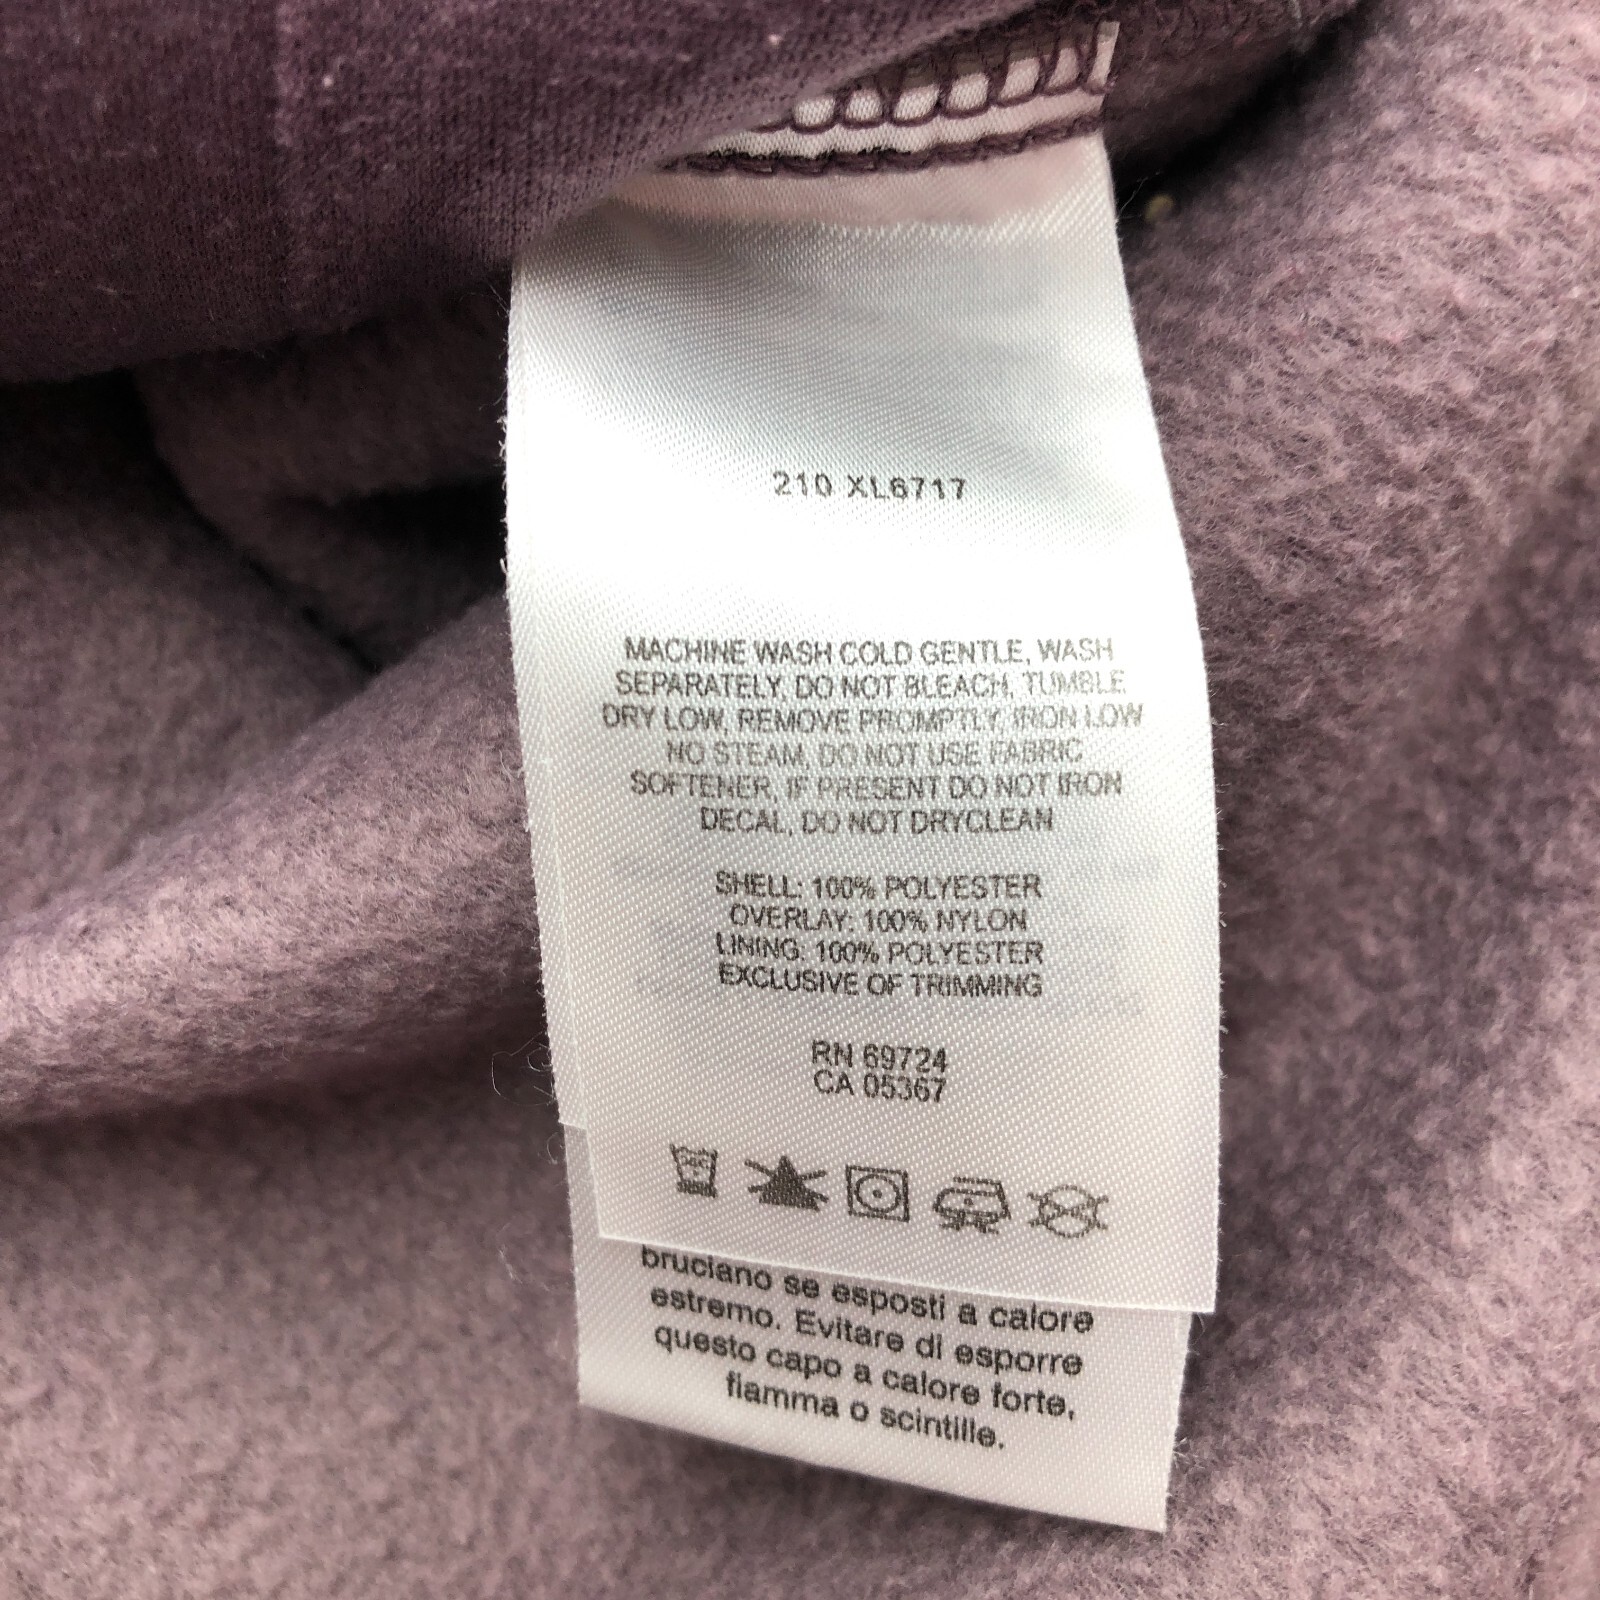 210 XL6717
MACHINE WASH COLD GENTLE, WASH
SEPARATELY, DO NOT BLEACH, TUMBLE
DRY LOW, REMOVE PROMPTLY, IRON LOW
NO STEAM, DO NOT USE FABRIC
SOFTENER, IF PRESENT DO NOT IRON
DECAL, DO NOT DRYCLEAN
SHELL: 100% POLYESTER
OVERLAY: 100% NYLON
LINING: 100% POLYESTER
EXCLUSIVE OF TRIMMING
RN 69724
CA 05367
bruciano se esposti a calore
estremo. Evitare di esporre
questo capo a calore forte,
fiamma o scintille.